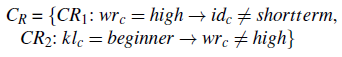 C_R = {CR_1: wr_c = high → id_c ≠ shortterm,
CR_2: kl_c = beginner → wr_c ≠ high}